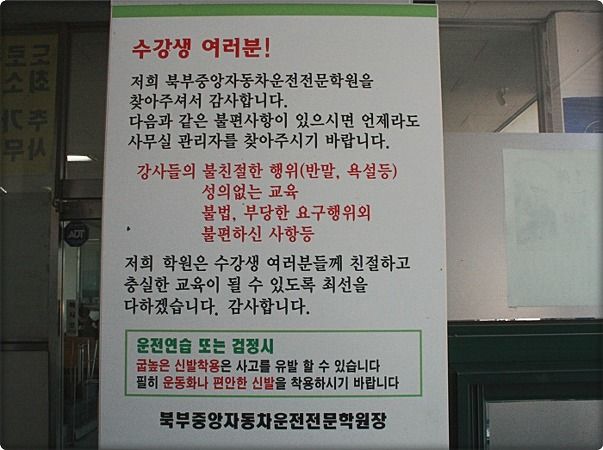 수강생 여러분!
저희 북부중앙자동차운전전문학원을
찾아주셔서 감사합니다.
다음과 같은 불편사항이 있으시면 언제라도
사무실 관리자를 찾아주시기 바랍니다.
강사들의 불친절한 행위(반말, 욕설등)
성의없는 교육
불법, 부당한 요구행위외
불편하신 사항등
저희 학원은 수강생 여러분들께 친절하고
충실한 교육이 될 수 있도록 최선을
다하겠습니다. 감사합니다.
운전연습 또는 검정시
굽높은 신발착용은 사고를 유발 할 수 있습니다
필히 운동화나 편안한 신발을 착용하시기 바랍니다
북부중앙자동차운전전문학원장
도로
최소
추가
사무
ADT